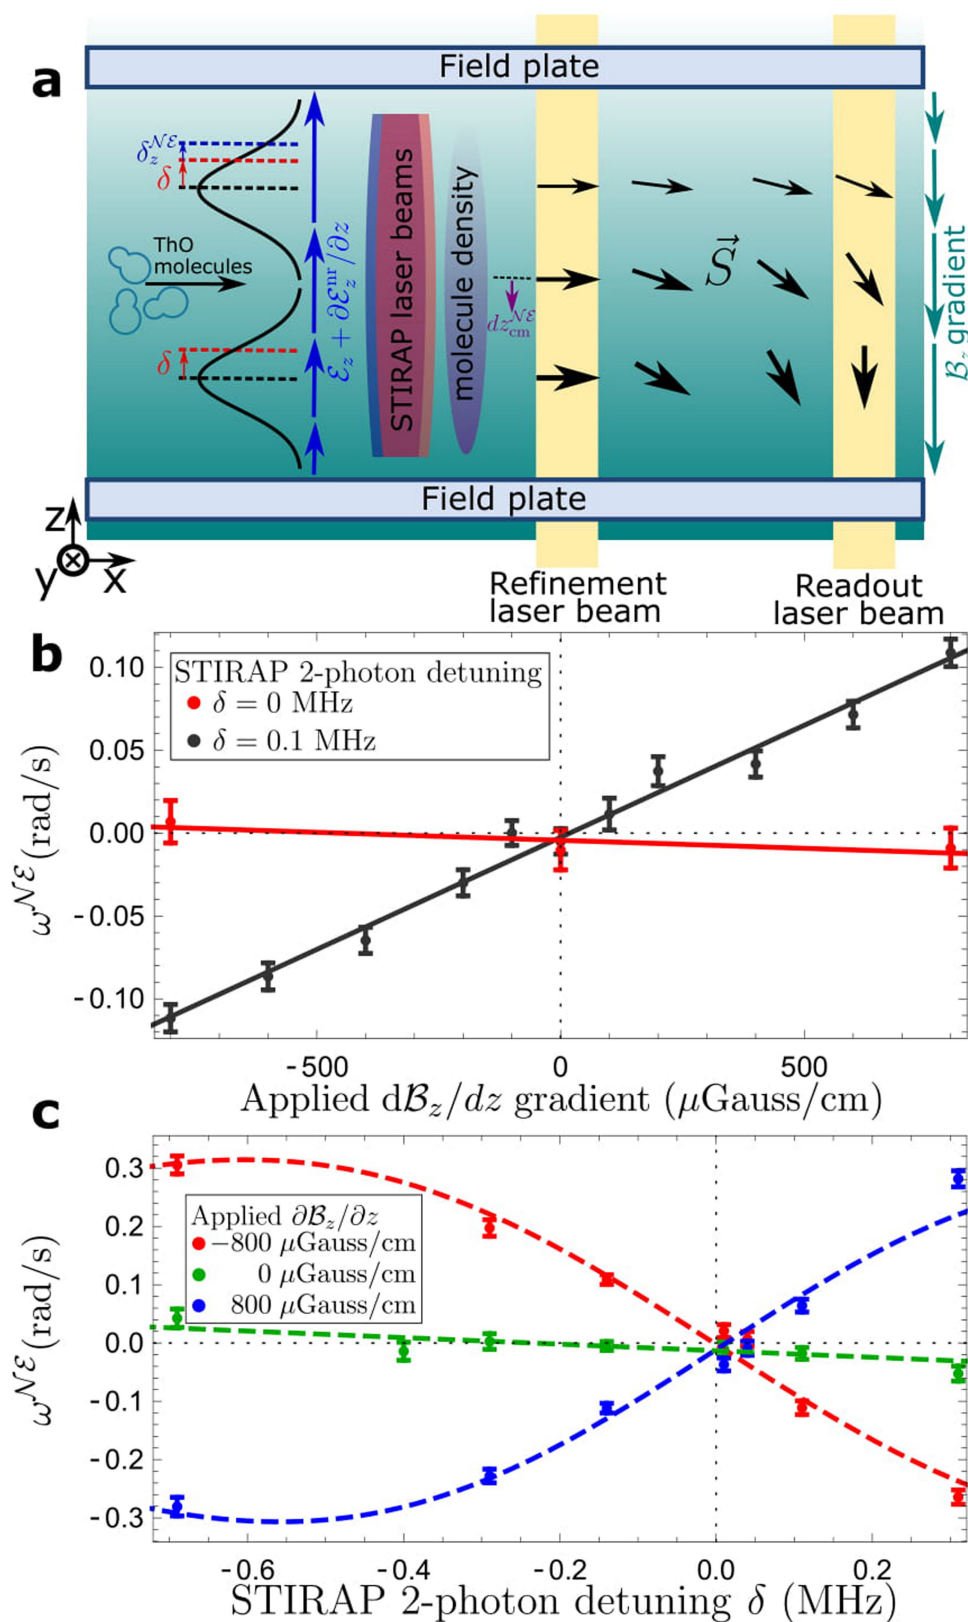 a
Field plate
δ_z^{𝒩ℰ}
δ
ThO
molecules
δ
ℰ_z + ∂ℰ_z^{nr}/∂z
STIRAP laser beams
molecule density
dz_{cm}^{𝒩ℰ}
S⃗
ℬ_z gradient
Field plate
z
y
x
Refinement
laser beam
Readout
laser beam
b
0.10
0.05
0.00
-0.05
-0.10
ω^{𝒩ℰ}(rad/s)
STIRAP 2-photon detuning
δ = 0 MHz
δ = 0.1 MHz
-500
0
500
Applied dℬ_z/dz gradient (μGauss/cm)
c
0.3
0.2
0.1
0.0
-0.1
-0.2
-0.3
ω^{𝒩ℰ}(rad/s)
Applied ∂ℬ_z/∂z
−800 μGauss/cm
0 μGauss/cm
800 μGauss/cm
-0.6
-0.4
-0.2
0.0
0.2
STIRAP 2-photon detuning δ (MHz)